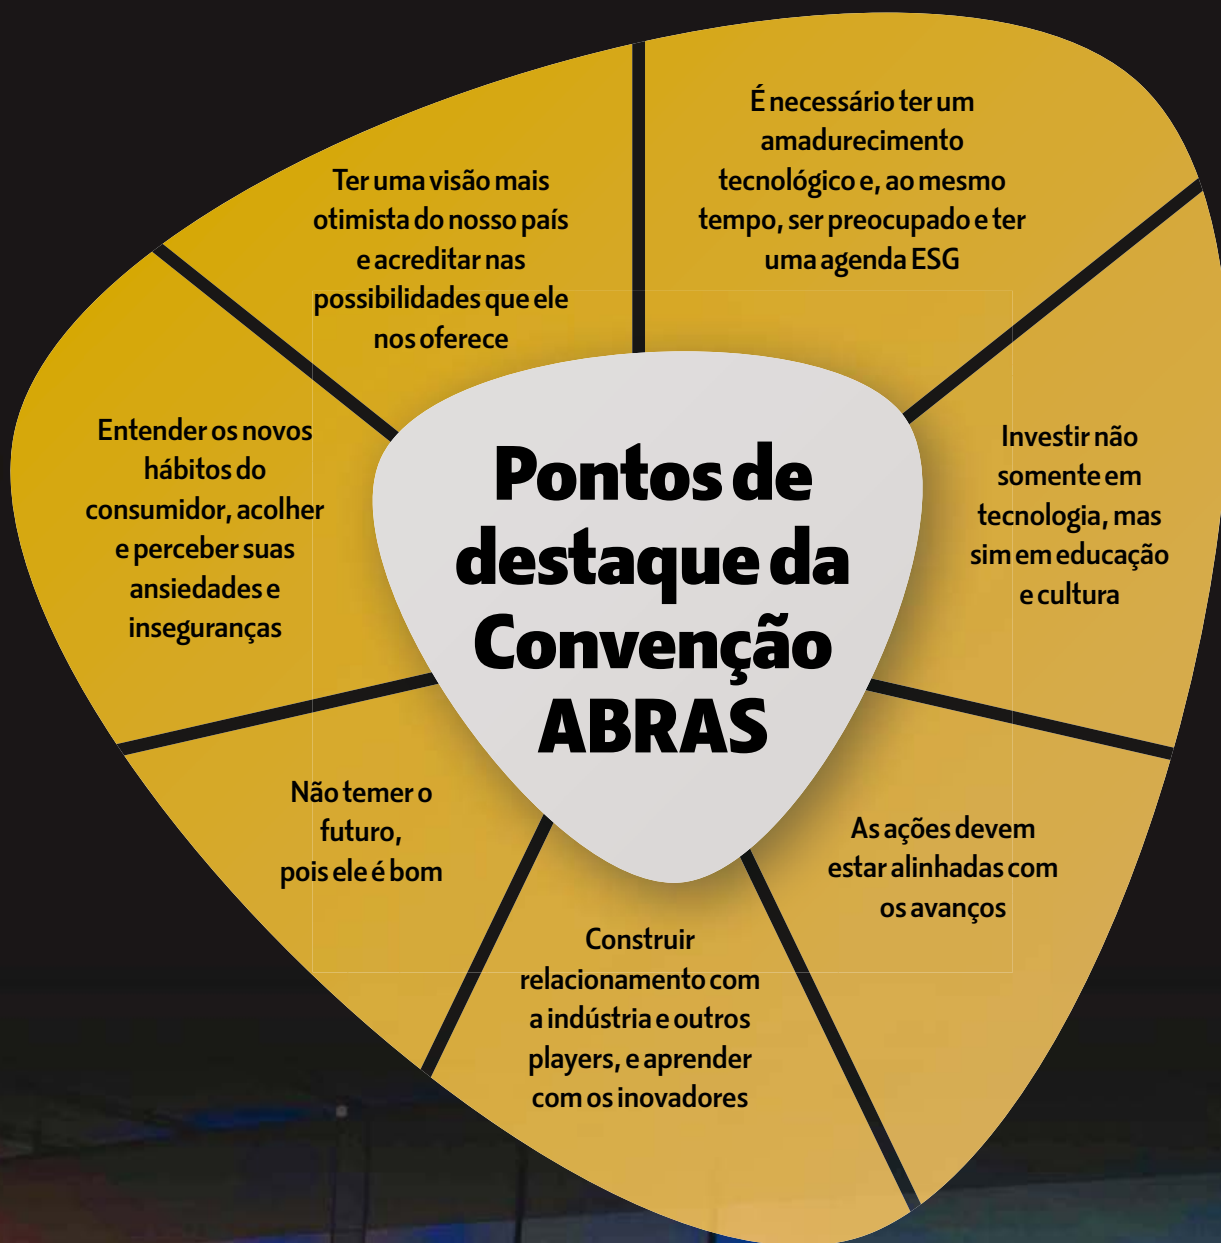 Pontos de
destaque da
Convenção
ABRAS
É necessário ter um
amadurecimento
tecnológico e, ao mesmo
tempo, ser preocupado e ter
uma agenda ESG
Investir não
somente em
tecnologia, mas
sim em educação
e cultura
As ações devem
estar alinhadas com
os avanços
Construir
relacionamento com
a indústria e outros
players, e aprender
com os inovadores
Não temer o
futuro,
pois ele é bom
Entender os novos
hábitos do
consumidor, acolher
e perceber suas
ansiedades e
inseguranças
Ter uma visão mais
otimista do nosso país
e acreditar nas
possibilidades que ele
nos oferece